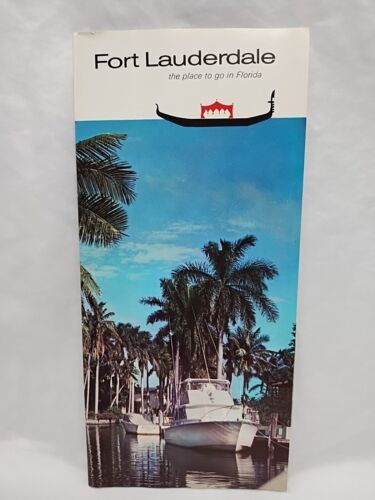 Fort Lauderdale
the place to go in Florida